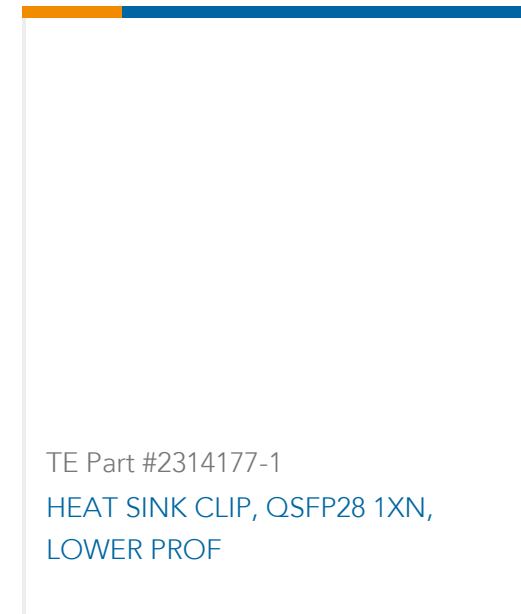 TE Part #2314177-1
HEAT SINK CLIP, QSFP28 1XN,
LOWER PROF